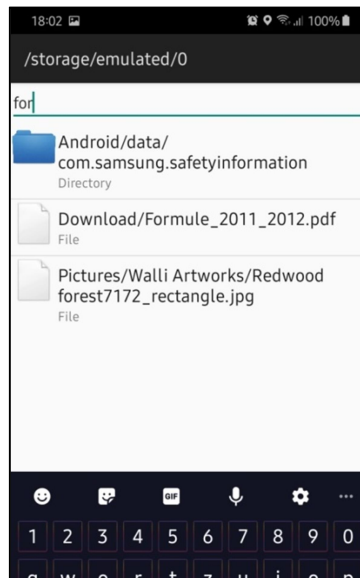 18:02 100%
/storage/emulated/0
for
Android/data/
com.samsung.safetyinformation
Directory
Download/Formule_2011_2012.pdf
File
Pictures/Walli Artworks/Redwood
forest7172_rectangle.jpg
File
GIF
1 2 3 4 5 6 7 8 9 0
q w e r t z u i o p